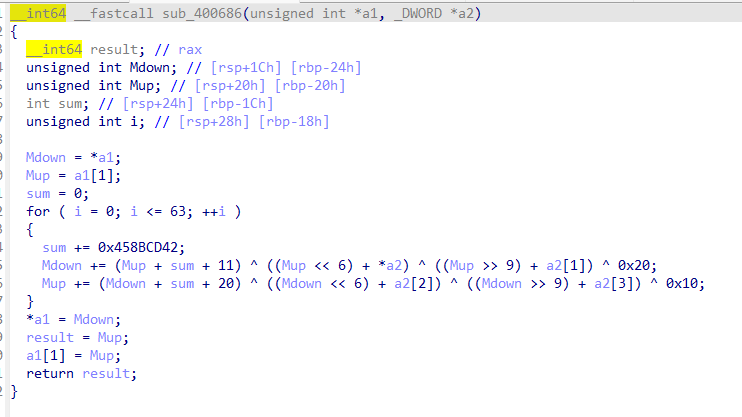 __int64 __fastcall sub_400686(unsigned int *a1, _DWORD *a2)
{
__int64 result; // rax
unsigned int Mdown; // [rsp+1Ch] [rbp-24h]
unsigned int Mup; // [rsp+20h] [rbp-20h]
int sum; // [rsp+24h] [rbp-1Ch]
unsigned int i; // [rsp+28h] [rbp-18h]

Mdown = *a1;
Mup = a1[1];
sum = 0;
for ( i = 0; i <= 63; ++i )
{
sum += 0x458BCD42;
Mdown += (Mup + sum + 11) ^ ((Mup << 6) + *a2) ^ ((Mup >> 9) + a2[1]) ^ 0x20;
Mup += (Mdown + sum + 20) ^ ((Mdown << 6) + a2[2]) ^ ((Mdown >> 9) + a2[3]) ^ 0x10;
}
*a1 = Mdown;
result = Mup;
a1[1] = Mup;
return result;
}